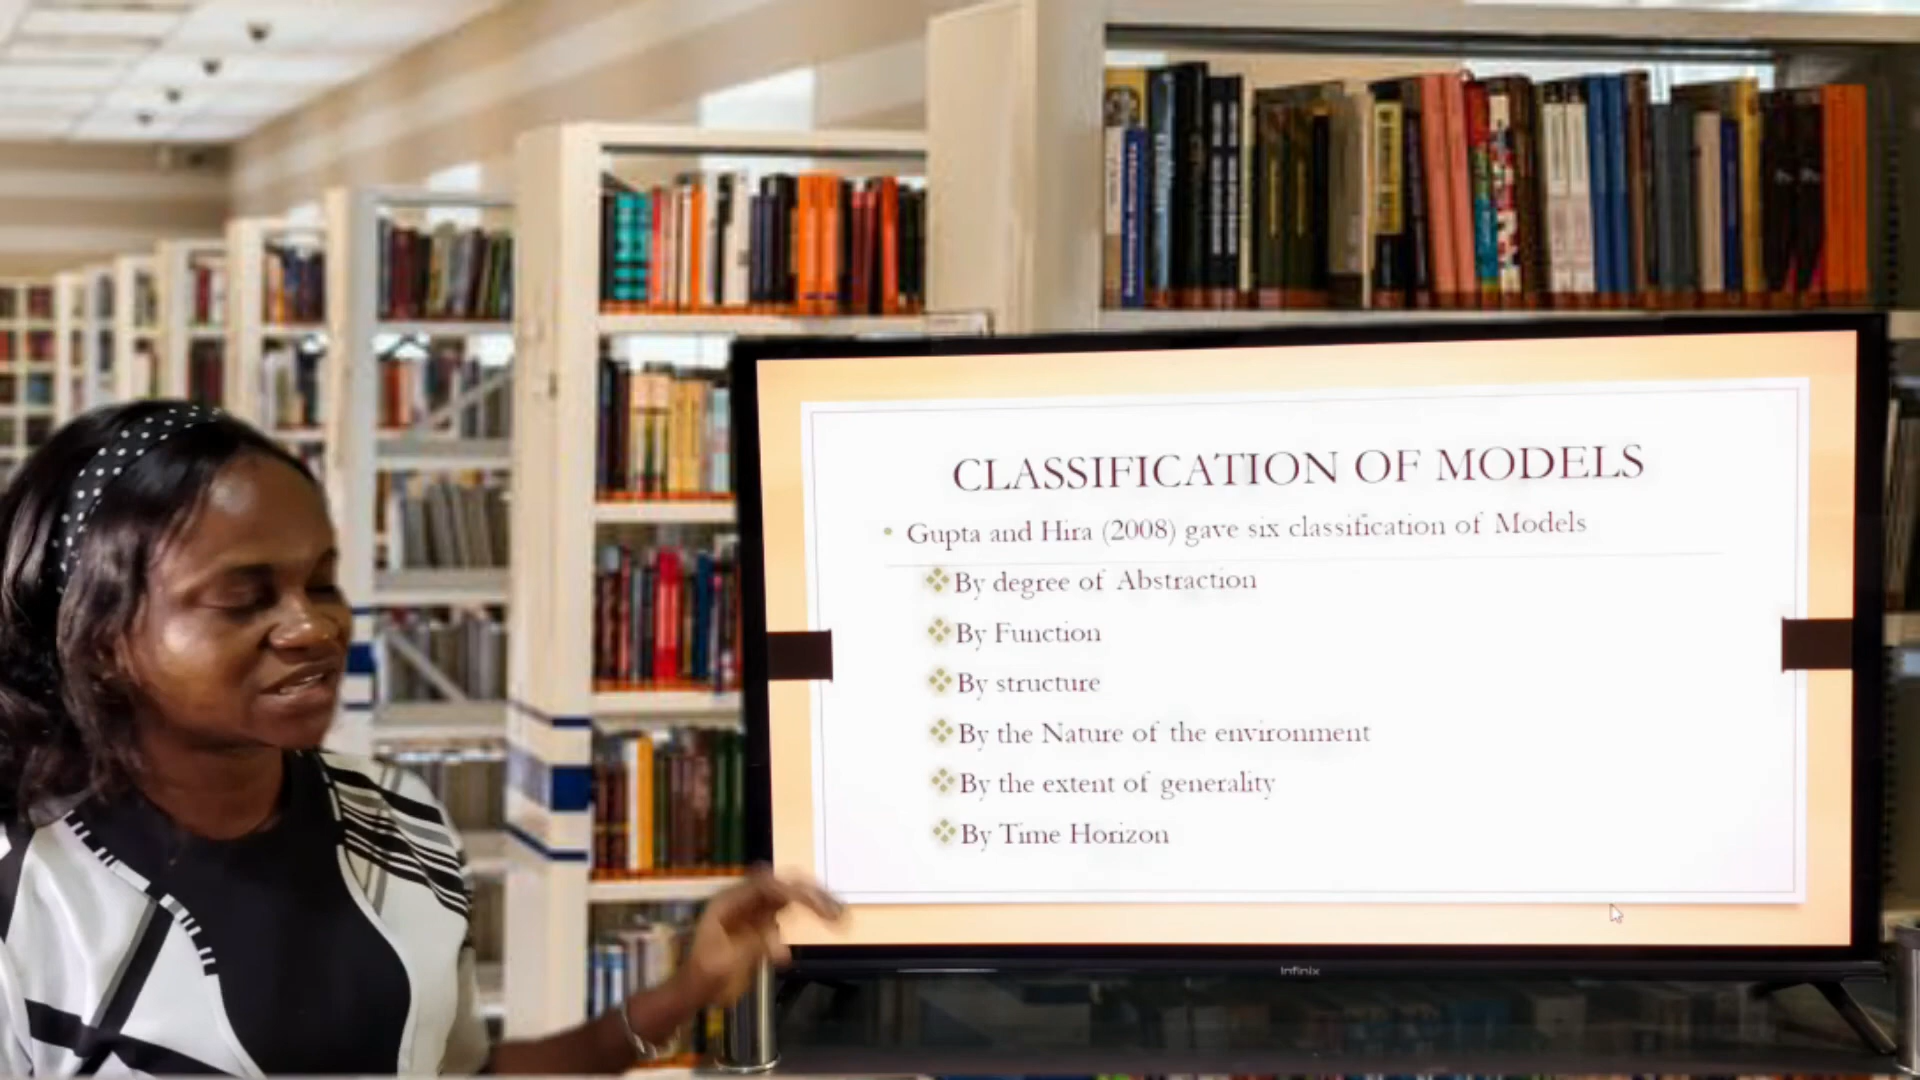 CLASSIFICATION OF MODELS
• Gupta and Hira (2008) gave six classification of Models
❖By degree of Abstraction
❖By Function
❖By structure
❖By the Nature of the environment
❖By the extent of generality
❖By Time Horizon
Infinix